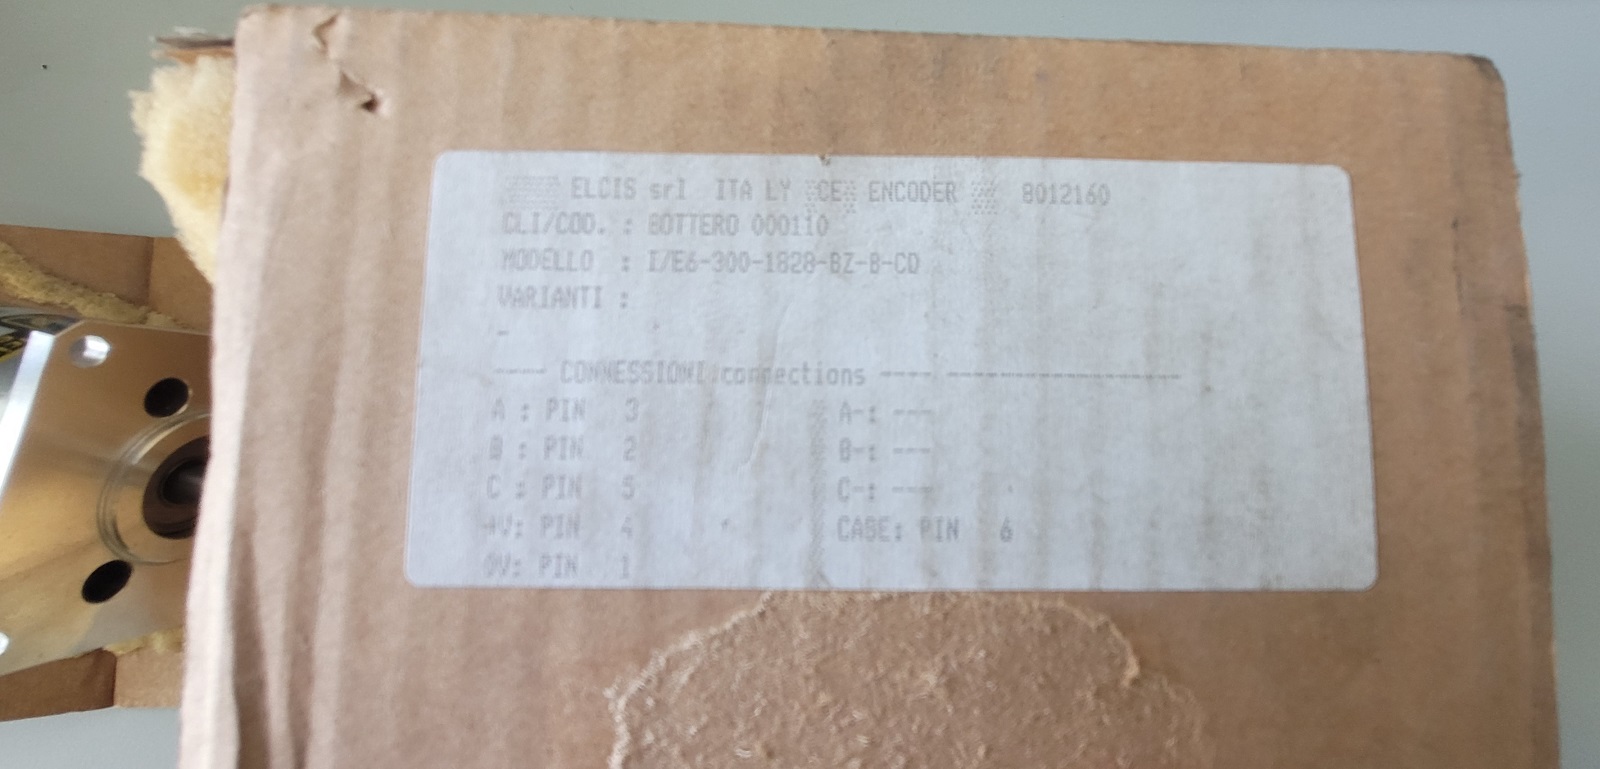 ELCIS srl ITALY CE ENCODER 8012160
CLI/COD. : BOTTERO 000110
MODELLO : I/E6-300-1828-BZ-B-CD
VARIANTI :
-
---- CONNESSIONI connections ---- --------------------
A : PIN 3 A-: ---
B : PIN 2 B-: ---
C : PIN 5 C-: ---
+V: PIN 4 CASE: PIN 6
0V: PIN 1